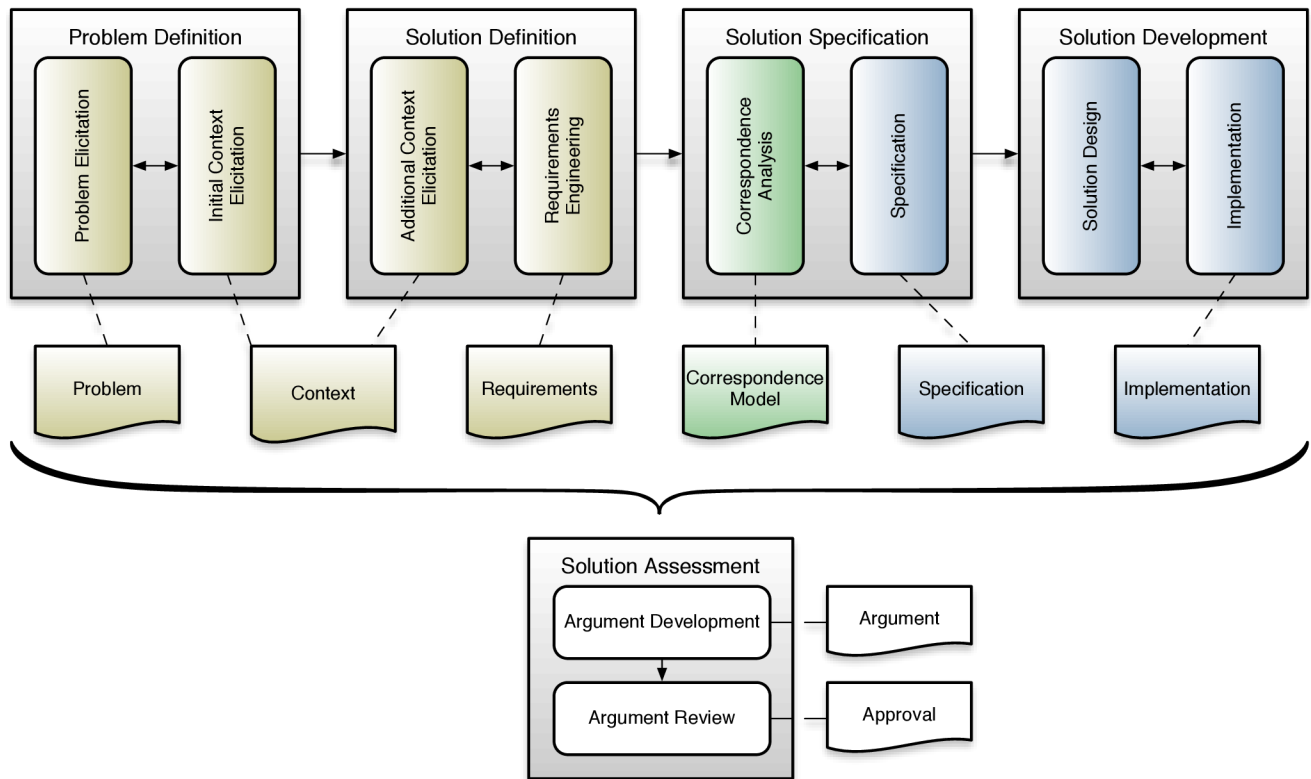 Problem Definition
Problem Elicitation
Initial Context
Elicitation
Solution Definition
Additional Context
Elicitation
Requirements
Engineering
Solution Specification
Correspondence
Analysis
Specification
Solution Development
Solution Design
Implementation
Problem
Context
Requirements
Correspondence
Model
Specification
Implementation
Solution Assessment
Argument Development
Argument
Argument Review
Approval